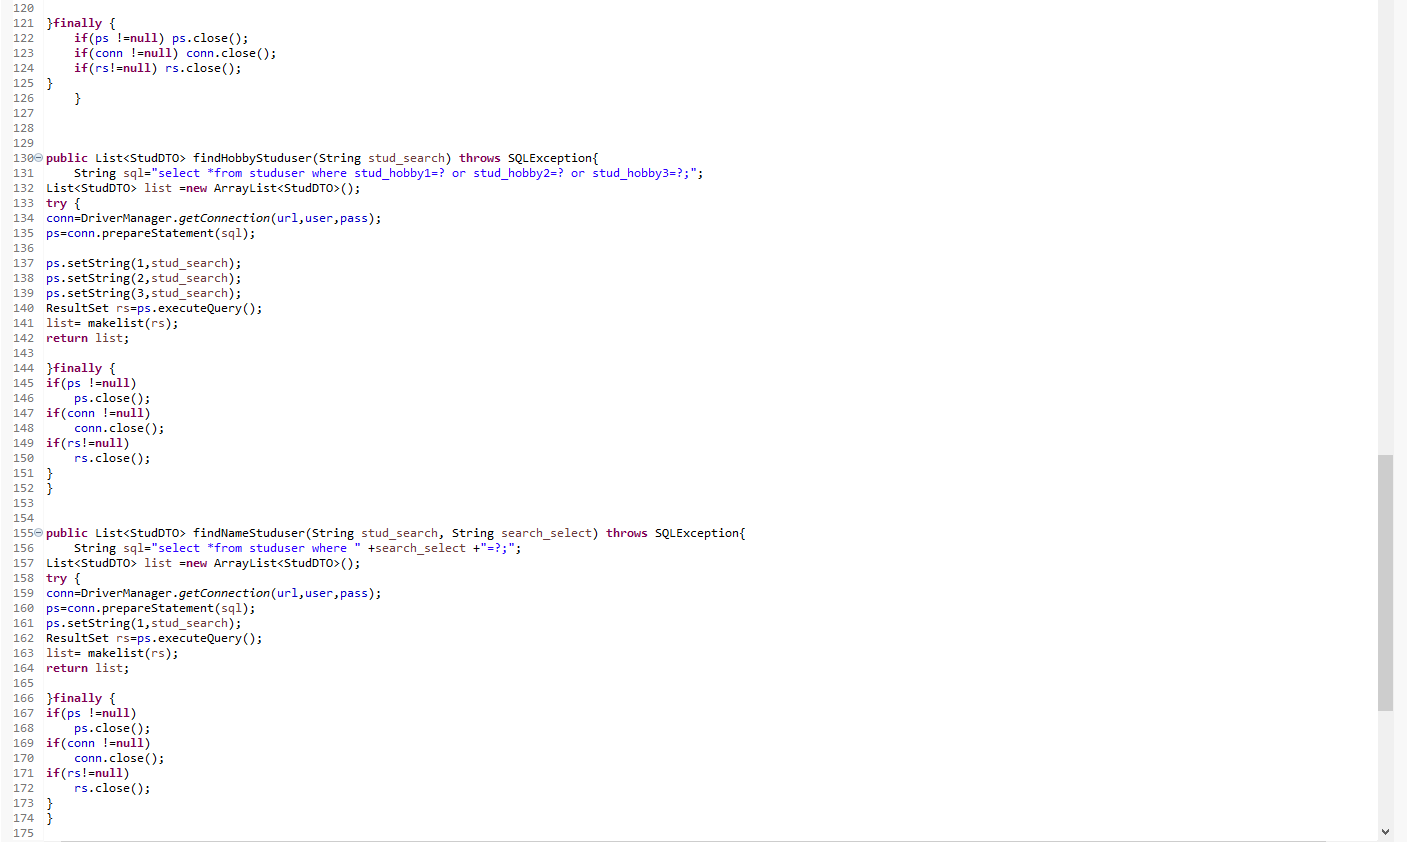 120
121 }finally {
122 if(ps !=null) ps.close();
123 if(conn !=null) conn.close();
124 if(rs!=null) rs.close();
125 }
126 }
127
128
129
130 public List<StudDTO> findHobbyStuduser(String stud_search) throws SQLException{
131 String sql="select *from studuser where stud_hobby1=? or stud_hobby2=? or stud_hobby3=?;";
132 List<StudDTO> list =new ArrayList<StudDTO>();
133 try {
134 conn=DriverManager.getConnection(url,user,pass);
135 ps=conn.prepareStatement(sql);
136
137 ps.setString(1,stud_search);
138 ps.setString(2,stud_search);
139 ps.setString(3,stud_search);
140 ResultSet rs=ps.executeQuery();
141 list= makelist(rs);
142 return list;
143
144 }finally {
145 if(ps !=null)
146 ps.close();
147 if(conn !=null)
148 conn.close();
149 if(rs!=null)
150 rs.close();
151 }
152 }
153
154
155 public List<StudDTO> findNameStuduser(String stud_search, String search_select) throws SQLException{
156 String sql="select *from studuser where " +search_select +"=?;";
157 List<StudDTO> list =new ArrayList<StudDTO>();
158 try {
159 conn=DriverManager.getConnection(url,user,pass);
160 ps=conn.prepareStatement(sql);
161 ps.setString(1,stud_search);
162 ResultSet rs=ps.executeQuery();
163 list= makelist(rs);
164 return list;
165
166 }finally {
167 if(ps !=null)
168 ps.close();
169 if(conn !=null)
170 conn.close();
171 if(rs!=null)
172 rs.close();
173 }
174 }
175